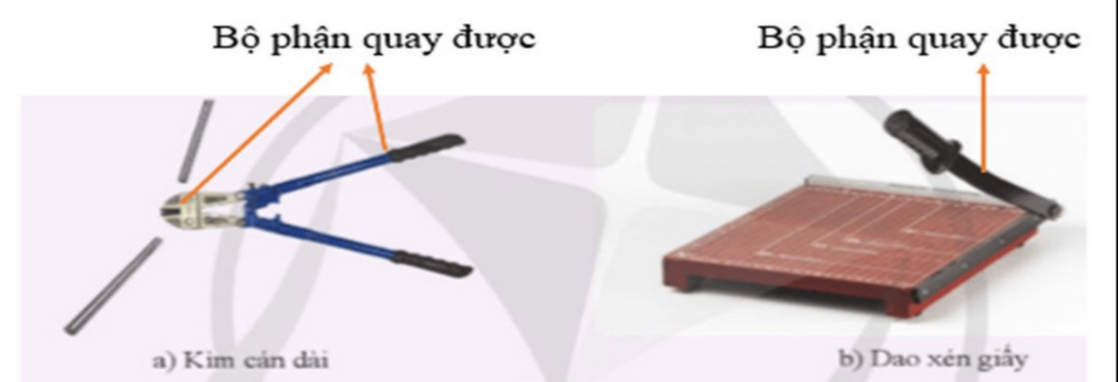 Bộ phận quay được
Bộ phận quay được
a) Kìm cán dài
b) Dao xén giấy